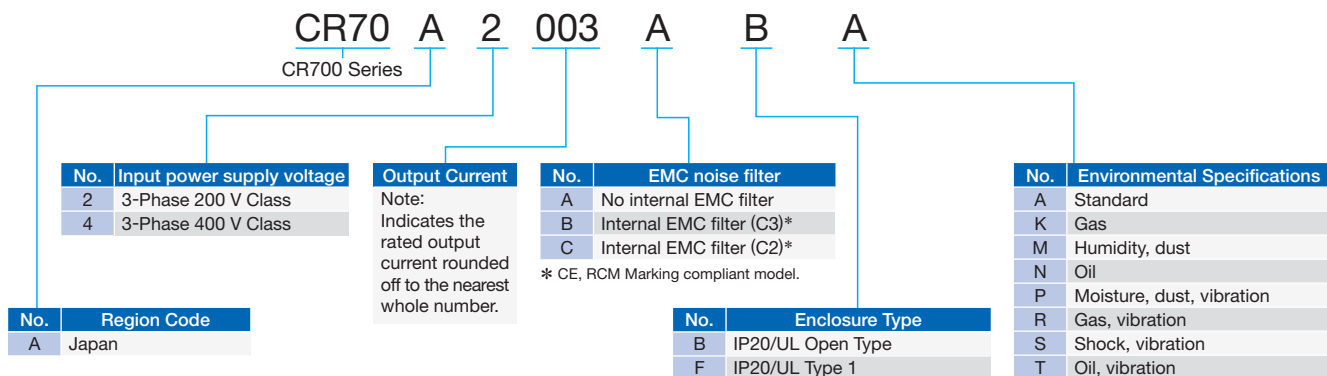 CR70 A 2 003 A B A
CR700 Series
No. Input power supply voltage
2 3-Phase 200 V Class
4 3-Phase 400 V Class
Output Current
Note:
Indicates the
rated output
current rounded
off to the nearest
whole number.
No. EMC noise filter
A No internal EMC filter
B Internal EMC filter (C3)*
C Internal EMC filter (C2)*
* CE, RCM Marking compliant model.
No. Environmental Specifications
A Standard
K Gas
M Humidity, dust
N Oil
P Moisture, dust, vibration
R Gas, vibration
S Shock, vibration
T Oil, vibration
No. Region Code
A Japan
No. Enclosure Type
B IP20/UL Open Type
F IP20/UL Type 1